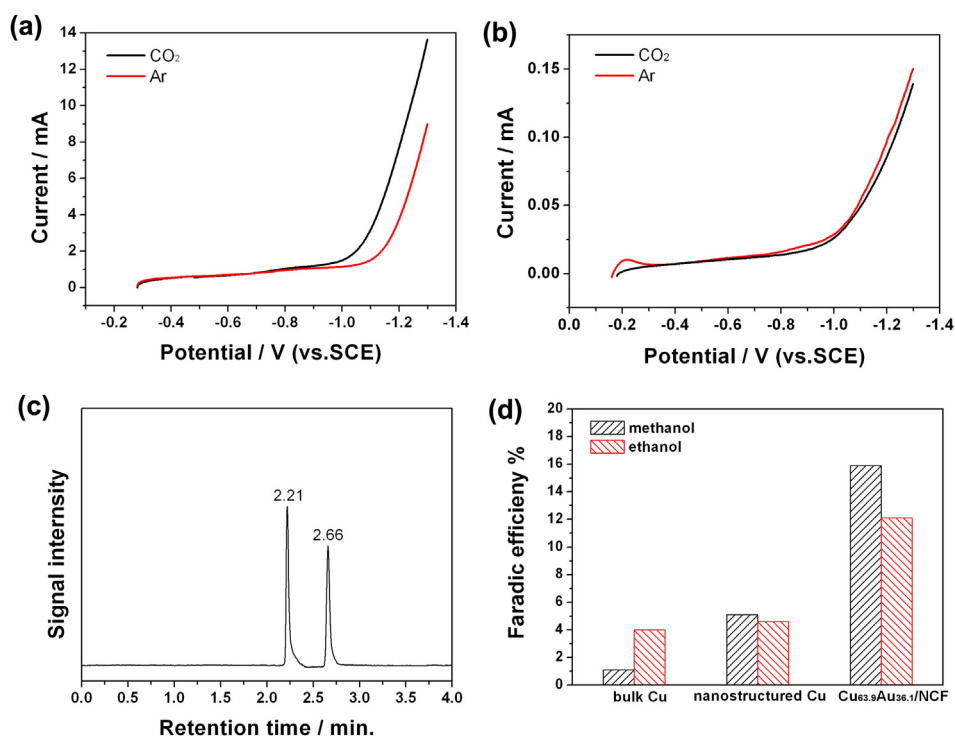 (a)
CO₂
Ar
14
12
10
8
6
4
2
0
Current / mA
-0.2 -0.4 -0.6 -0.8 -1.0 -1.2 -1.4
Potential / V (vs.SCE)
(b)
CO₂
Ar
0.15
0.10
0.05
0.00
Current / mA
0.0 -0.2 -0.4 -0.6 -0.8 -1.0 -1.2 -1.4
Potential / V (vs.SCE)
(c)
2.21
2.66
Signal internsity
0.0 0.5 1.0 1.5 2.0 2.5 3.0 3.5 4.0
Retention time / min.
(d)
methanol
ethanol
20
18
16
14
12
10
8
6
4
2
0
Faradic efficieny %
bulk Cu nanostructured Cu Cu₆₃.₉Au₃₆.₁/NCF